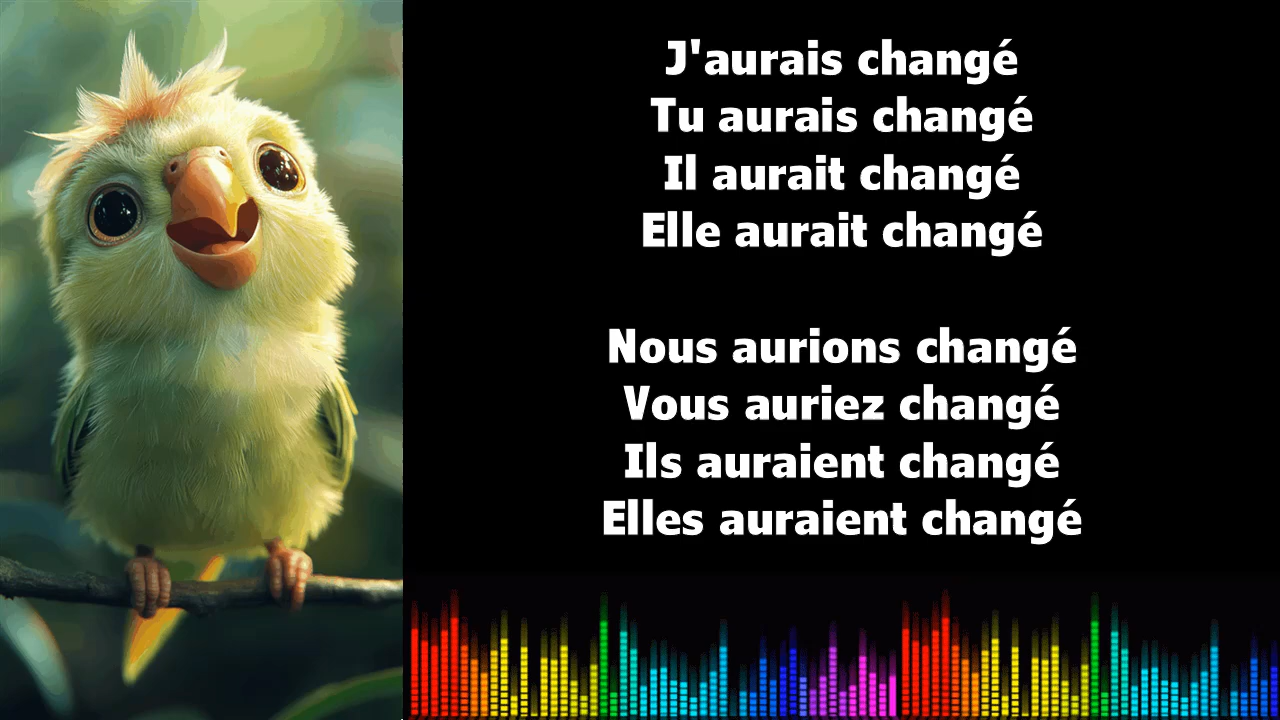 J'aurais changé
Tu aurais changé
Il aurait changé
Elle aurait changé
Nous aurions changé
Vous auriez changé
Ils auraient changé
Elles auraient changé